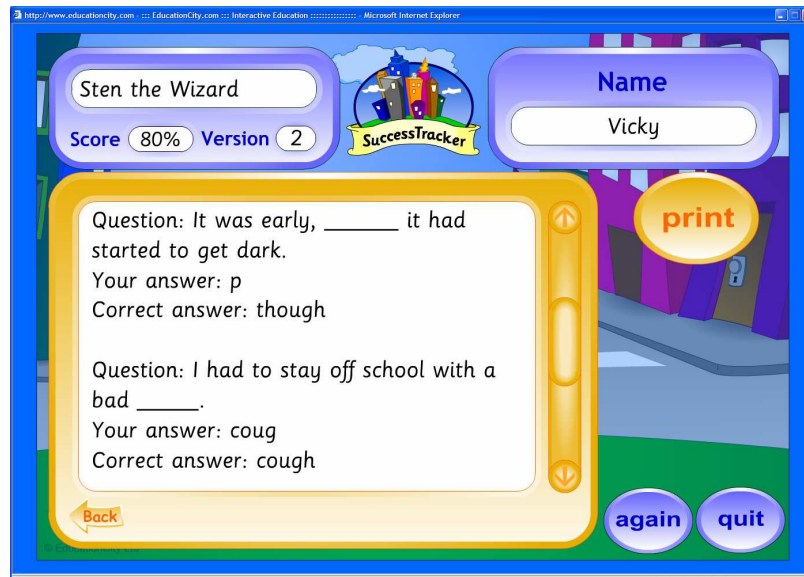 http://www.educationcity.com - ::: EducationCity.com ::: Interactive Education :::::::::::::::: - Microsoft Internet Explorer
Sten the Wizard
Score 80% Version 2
SuccessTracker
Name
Vicky
print
Question: It was early, ______ it had
started to get dark.
Your answer: p
Correct answer: though
Question: I had to stay off school with a
bad _____.
Your answer: coug
Correct answer: cough
Back
again
quit
© EducationCity Ltd